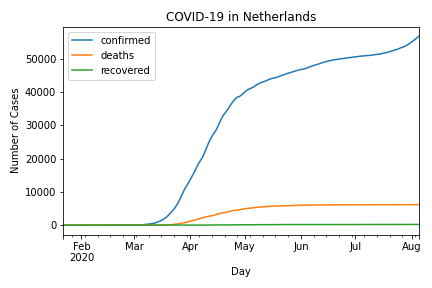 COVID-19 in Netherlands
confirmed
deaths
recovered
Number of Cases
50000
40000
30000
20000
10000
0
Feb
2020
Mar
Apr
May
Jun
Jul
Aug
Day